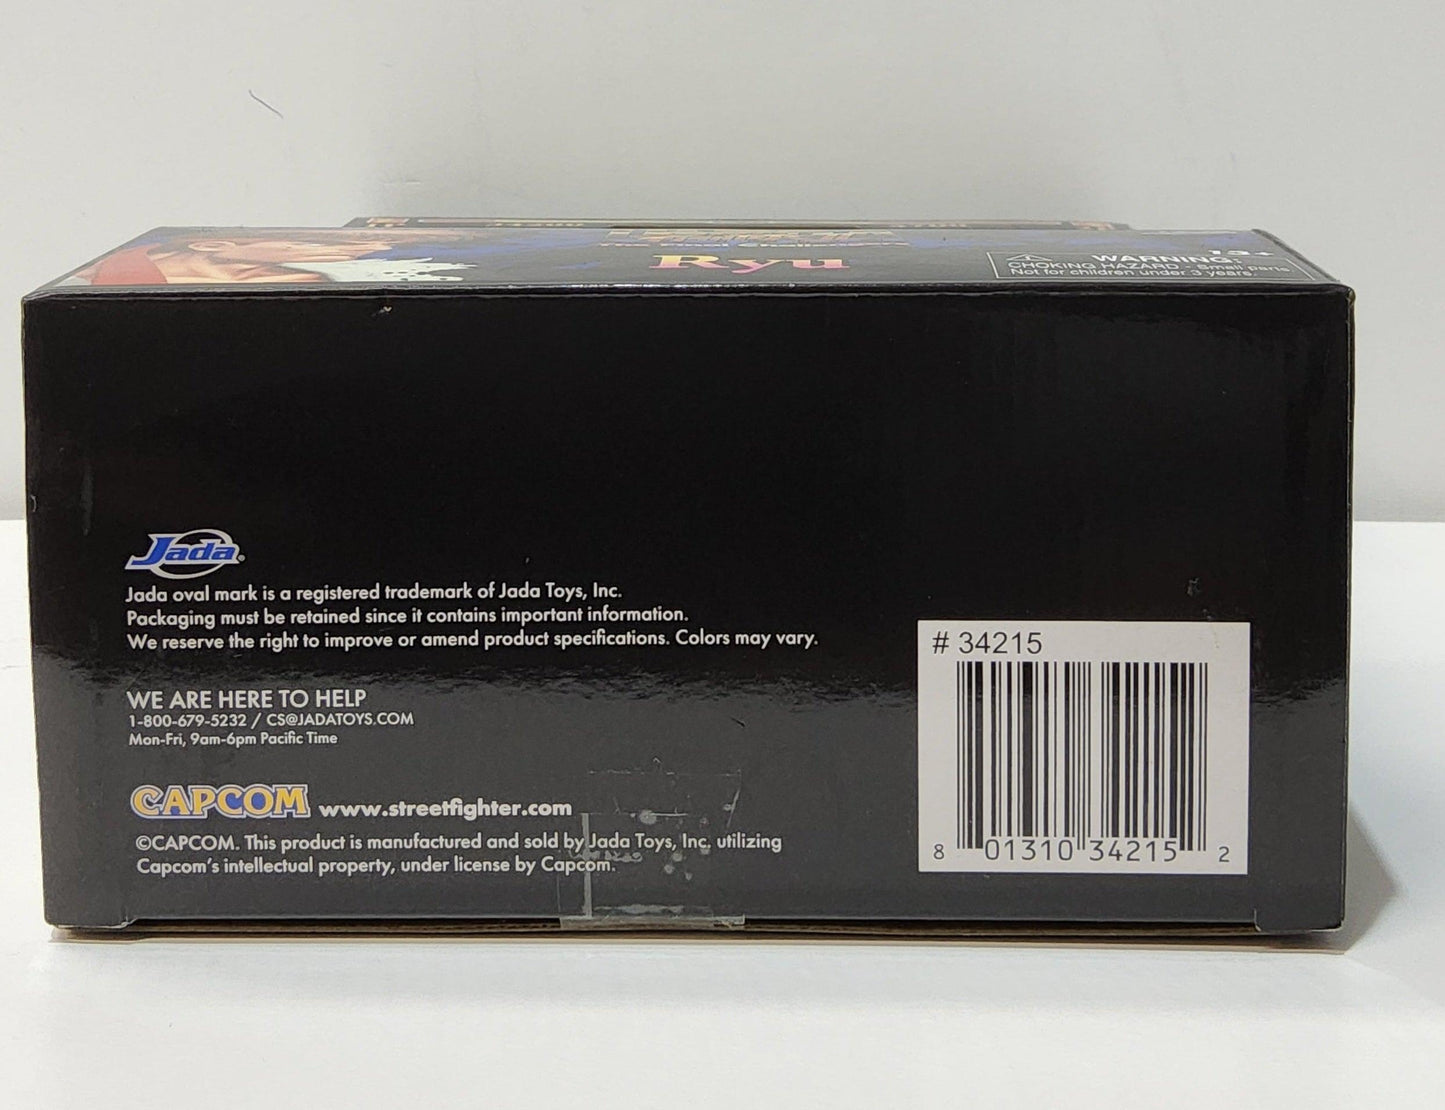 The Final Challengers
Ryu
13+
WARNING:
CHOKING HAZARD - Small parts
Not for children under 3 years.
Jada
Jada oval mark is a registered trademark of Jada Toys, Inc.
Packaging must be retained since it contains important information.
We reserve the right to improve or amend product specifications. Colors may vary.
WE ARE HERE TO HELP
1-800-679-5232 / CS@JADATOYS.COM
Mon-Fri, 9am-6pm Pacific Time
CAPCOM www.streetfighter.com
©CAPCOM. This product is manufactured and sold by Jada Toys, Inc. utilizing
Capcom's intellectual property, under license by Capcom.
# 34215
8 01310 34215 2